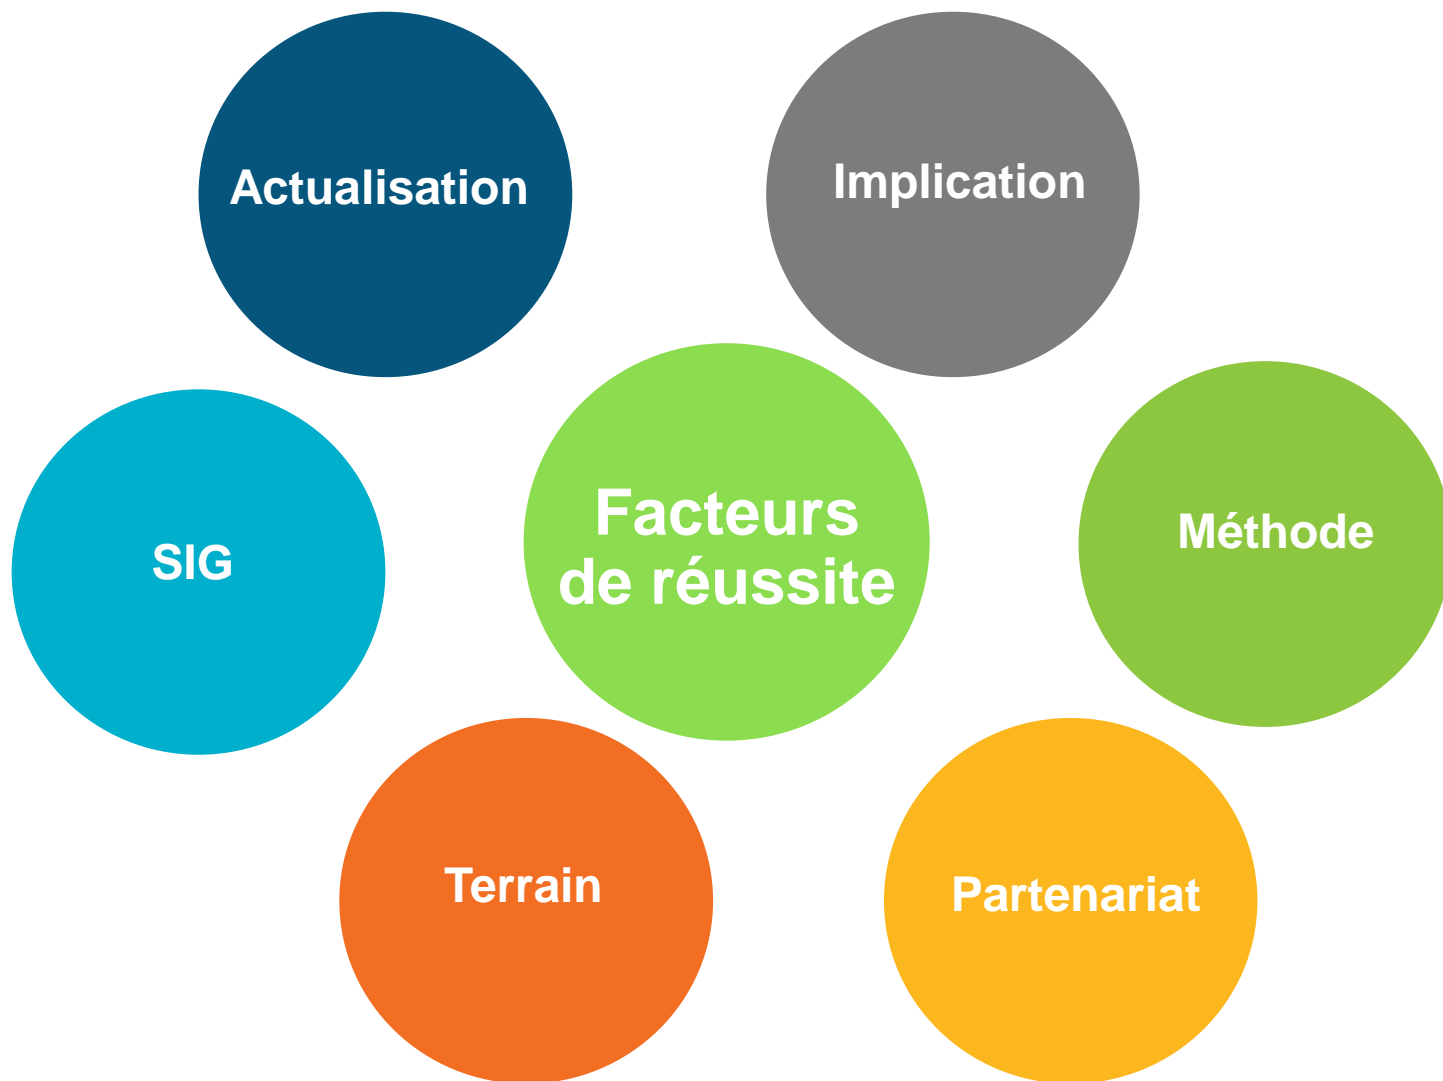 Actualisation
Implication
SIG
Facteurs
de réussite
Méthode
Terrain
Partenariat